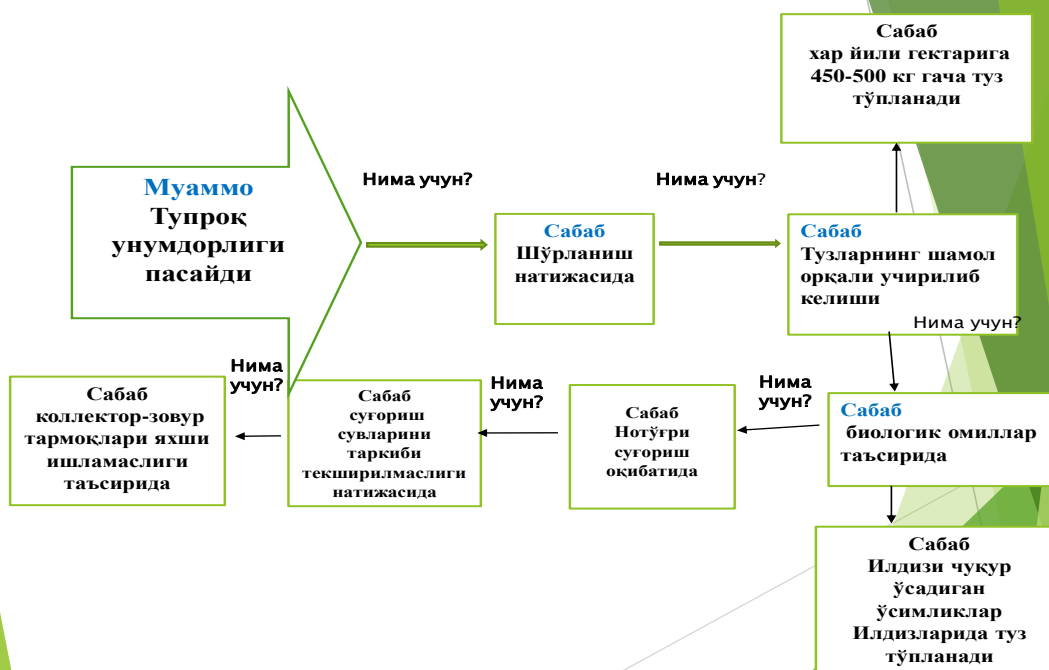 Муаммо
Тупроқ
унумдорлиги
пасайди
Нима учун?
Сабаб
Шўрланиш
натижасида
Нима учун?
Сабаб
Тузларнинг шамол
орқали учирилиб
келиши
Сабаб
хар йили гектарига
450-500 кг гача туз
тўпланади
Нима учун?
Сабаб
биологик омиллар
таъсирида
Сабаб
Илдизи чуқур
ўсадиган
ўсимликлар
Илдизларида туз
тўпланади
Нима
учун?
Сабаб
Нотўғри
суғориш
оқибатида
Нима
учун?
Сабаб
суғориш
сувларини
таркиби
текширилмаслиги
натижасида
Нима
учун?
Сабаб
коллектор-зовур
тармоқлари яхши
ишламаслиги
таъсирида